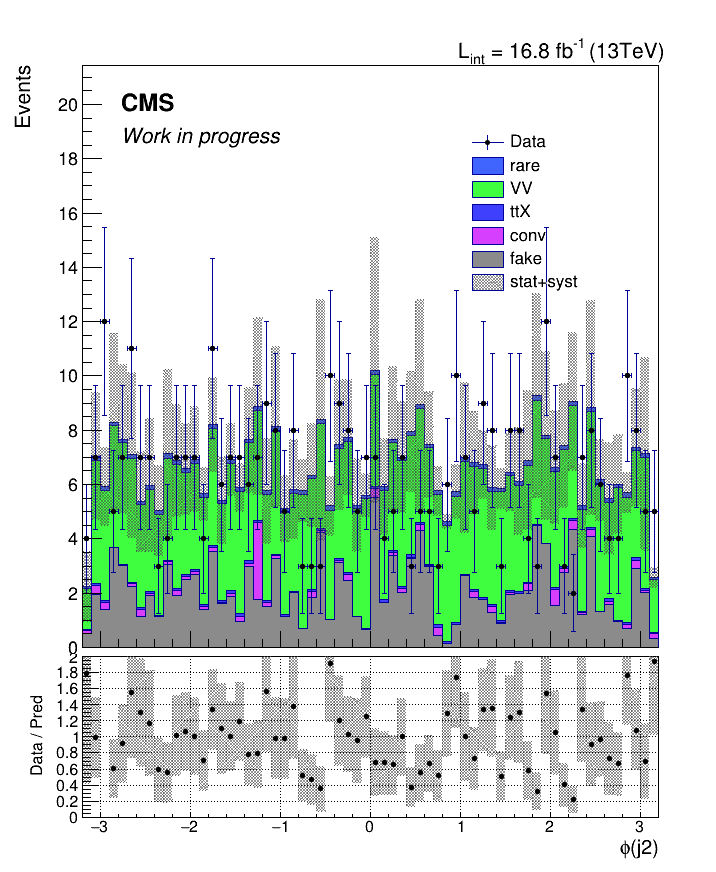 L_int = 16.8 fb^-1 (13TeV)
Events
CMS
Work in progress
Data
rare
VV
ttX
conv
fake
stat+syst
20
18
16
14
12
10
8
6
4
2
0
Data / Pred
2
1.8
1.6
1.4
1.2
1
0.8
0.6
0.4
0.2
0
−3 −2 −1 0 1 2 3
ϕ(j2)